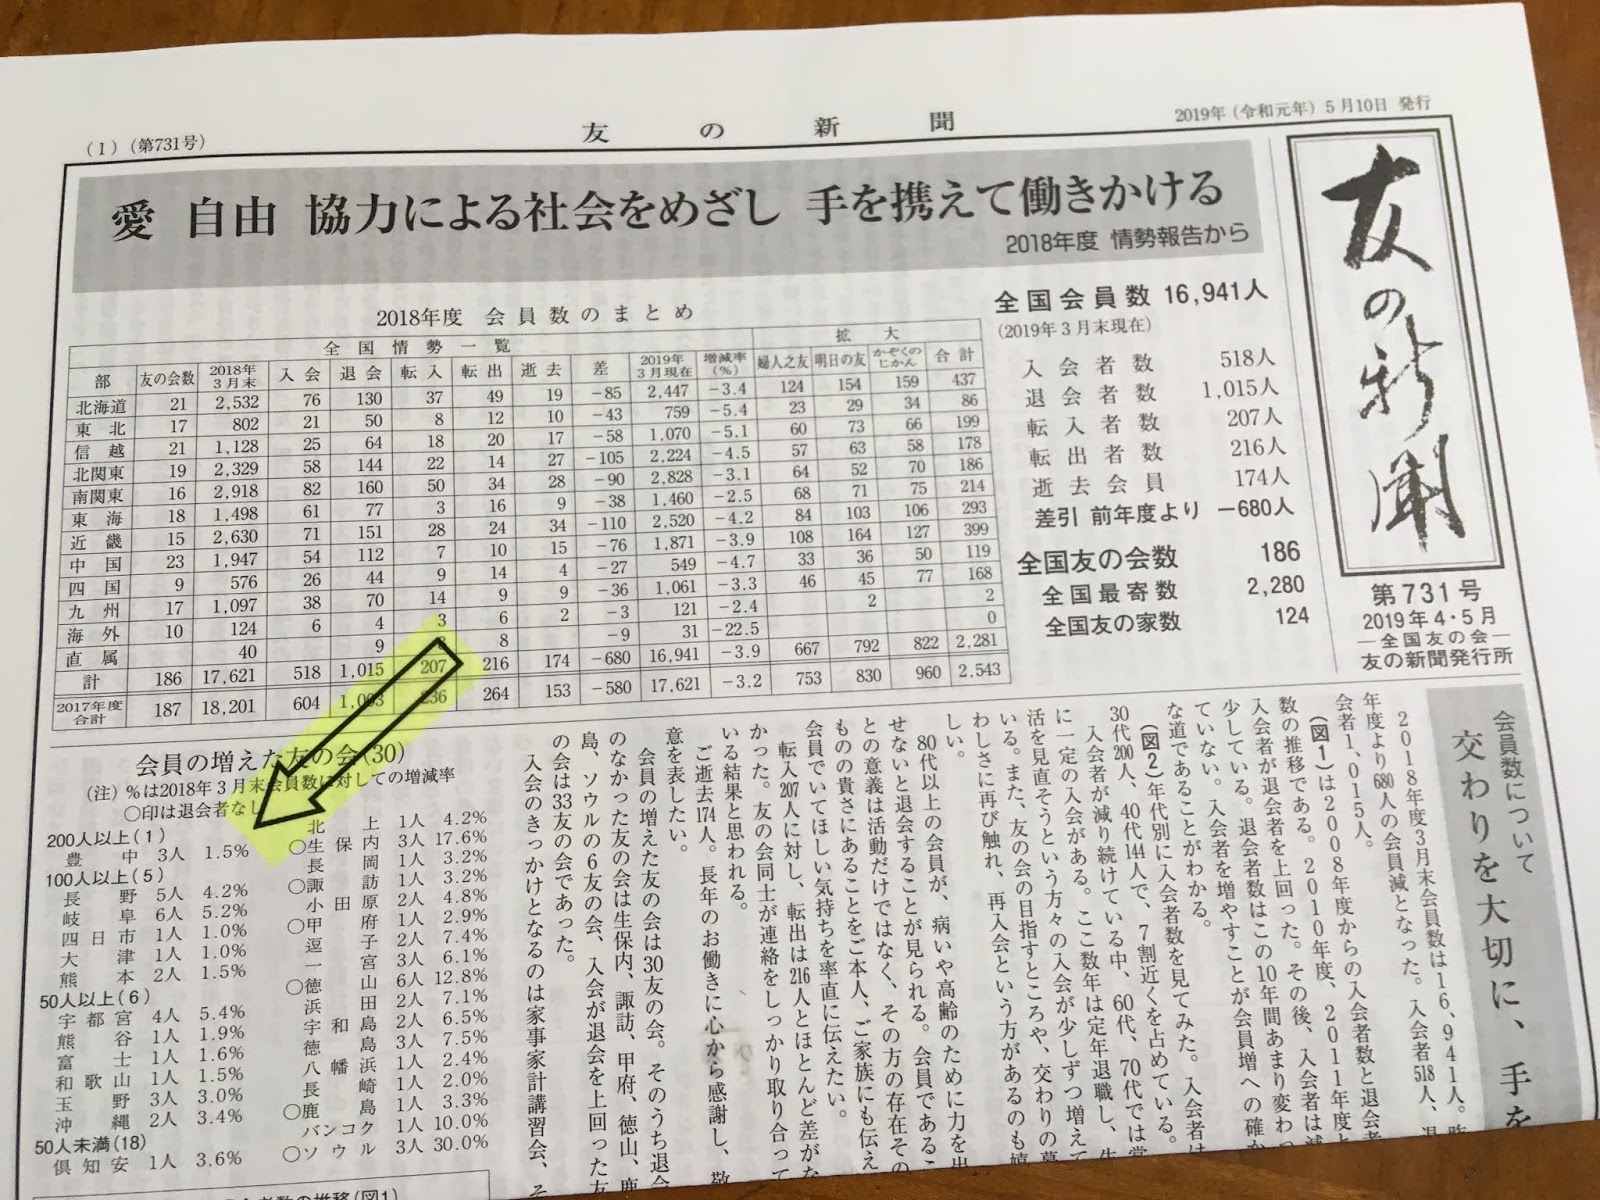 (1)(第731号)
友の新聞
2019年(令和元年)5月10日 発行
愛 自由 協力による社会をめざし 手を携えて働きかける
2018年度 情勢報告から
友の新聞
第731号
2019年4・5月
―全国友の会―
友の新聞発行所
2018年度 会員数のまとめ
全国情勢一覧 拡大
部 友の会数 2018年3月末 入会 退会 転入 転出 逝去 差 2019年3月現在 増減率(%) 婦人之友 明日の友 かぞくのじかん 合計
北海道 21 2,532 76 130 37 49 19 −85 2,447 −3.4 124 154 159 437
東北 17 802 21 50 8 12 10 −43 759 −5.4 23 29 34 86
信越 21 1,128 25 64 18 20 17 −58 1,070 −5.1 60 73 66 199
北関東 19 2,329 58 144 22 14 27 −105 2,224 −4.5 57 63 58 178
南関東 16 2,918 82 160 50 34 28 −90 2,828 −3.1 64 52 70 186
東海 18 1,498 61 77 3 16 9 −38 1,460 −2.5 68 71 75 214
近畿 15 2,630 71 151 28 24 34 −110 2,520 −4.2 84 103 106 293
中国 23 1,947 54 112 7 10 15 −76 1,871 −3.9 108 164 127 399
四国 9 576 26 44 9 14 4 −27 549 −4.7 33 36 50 119
九州 17 1,097 38 70 14 9 9 −36 1,061 −3.3 46 45 77 168
海外 10 124 6 4 3 6 2 −3 121 −2.4 2 2
直属 40 9 8 8 −9 31 −22.5 0
計 186 17,621 518 1,015 207 216 174 −680 16,941 −3.9 667 792 822 2,281
2017年度合計 187 18,201 604 1,003 236 264 153 −580 17,621 −3.2 753 830 960 2,543
全国会員数 16,941人
(2019年3月末現在)
入会者数 518人
退会者数 1,015人
転入者数 207人
転出者数 216人
逝去会員 174人
差引 前年度より −680人
全国友の会数 186
全国最寄数 2,280
全国友の家数 124
会員の増えた友の会(30)
(注)%は2018年3月末会員数に対しての増減率
○印は退会者なし
200人以上(1)
豊中 3人 1.5%
100人以上(5)
長野 5人 4.2%
岐阜 6人 5.2%
四日市 1人 1.0%
大津 1人 1.0%
熊本 2人 1.5%
50人以上(6)
宇都宮 4人 5.4%
熊谷 1人 1.9%
富士 1人 1.6%
和歌山 1人 1.5%
玉野 3人 3.0%
沖縄 2人 3.4%
50人未満(18)
倶知安 1人 3.6%
北上 1人 4.2%
○生保内 3人 17.6%
長岡 1人 3.2%
○諏訪 1人 3.2%
小田原 2人 4.8%
○甲府 1人 2.9%
逗子 2人 7.4%
一宮 3人 6.1%
○徳山 6人 12.8%
浜田 2人 7.1%
宇和島 2人 6.5%
徳島 3人 7.5%
八幡浜 1人 2.4%
長崎 1人 2.0%
○鹿島 1人 3.3%
バンコク 1人 10.0%
○ソウル 3人 30.0%
会員数について
交わりを大切に、手を
2018年度3月末会員数は16,941人。昨
年度より680人の会員減となった。入会者518人、退
会者1,015人。
(図1)は2008年度からの入会者数と退会者
数の推移である。2010年度、2011年度と
入会者が退会者を上回った。その後、入会者は減
少している。退会者数はこの10年間あまり変わっ
ていない。入会者を増やすことが会員増への確か
な道であることがわかる。
(図2)年代別に入会者数を見てみた。入会者は
30代200人、40代144人で、7割近くを占めている。
入会者が減り続けている中、60代、70代では常
に一定の入会がある。ここ数年は定年退職し、生
活を見直そうという方々の入会が少しずつ増えて
いる。また、友の会の目指すところや、交わりの慕
わしさに再び触れ、再入会という方があるのも嬉
しい。
80代以上の会員が、病いや高齢のために力を出
せないと退会することが見られる。会員であるこ
との意義は活動だけではなく、その方の存在その
ものの貴さにあることをご本人、ご家族にも伝え
会員でいてほしい気持ちを率直に伝えたい。
転入207人に対し、転出は216人とほとんど差がな
かった。友の会同士が連絡をしっかり取り合って
いる結果と思われる。
ご逝去174人。長年のお働きに心から感謝し、敬
意を表したい。
会員の増えた友の会は30友の会。そのうち退会
のなかった友の会は生保内、諏訪、甲府、徳山、鹿
島、ソウルの6友の会、入会が退会を上回った友
の会は33友の会であった。
入会のきっかけとなるのは家事家計講習会、そ
会者数の推移(図1)